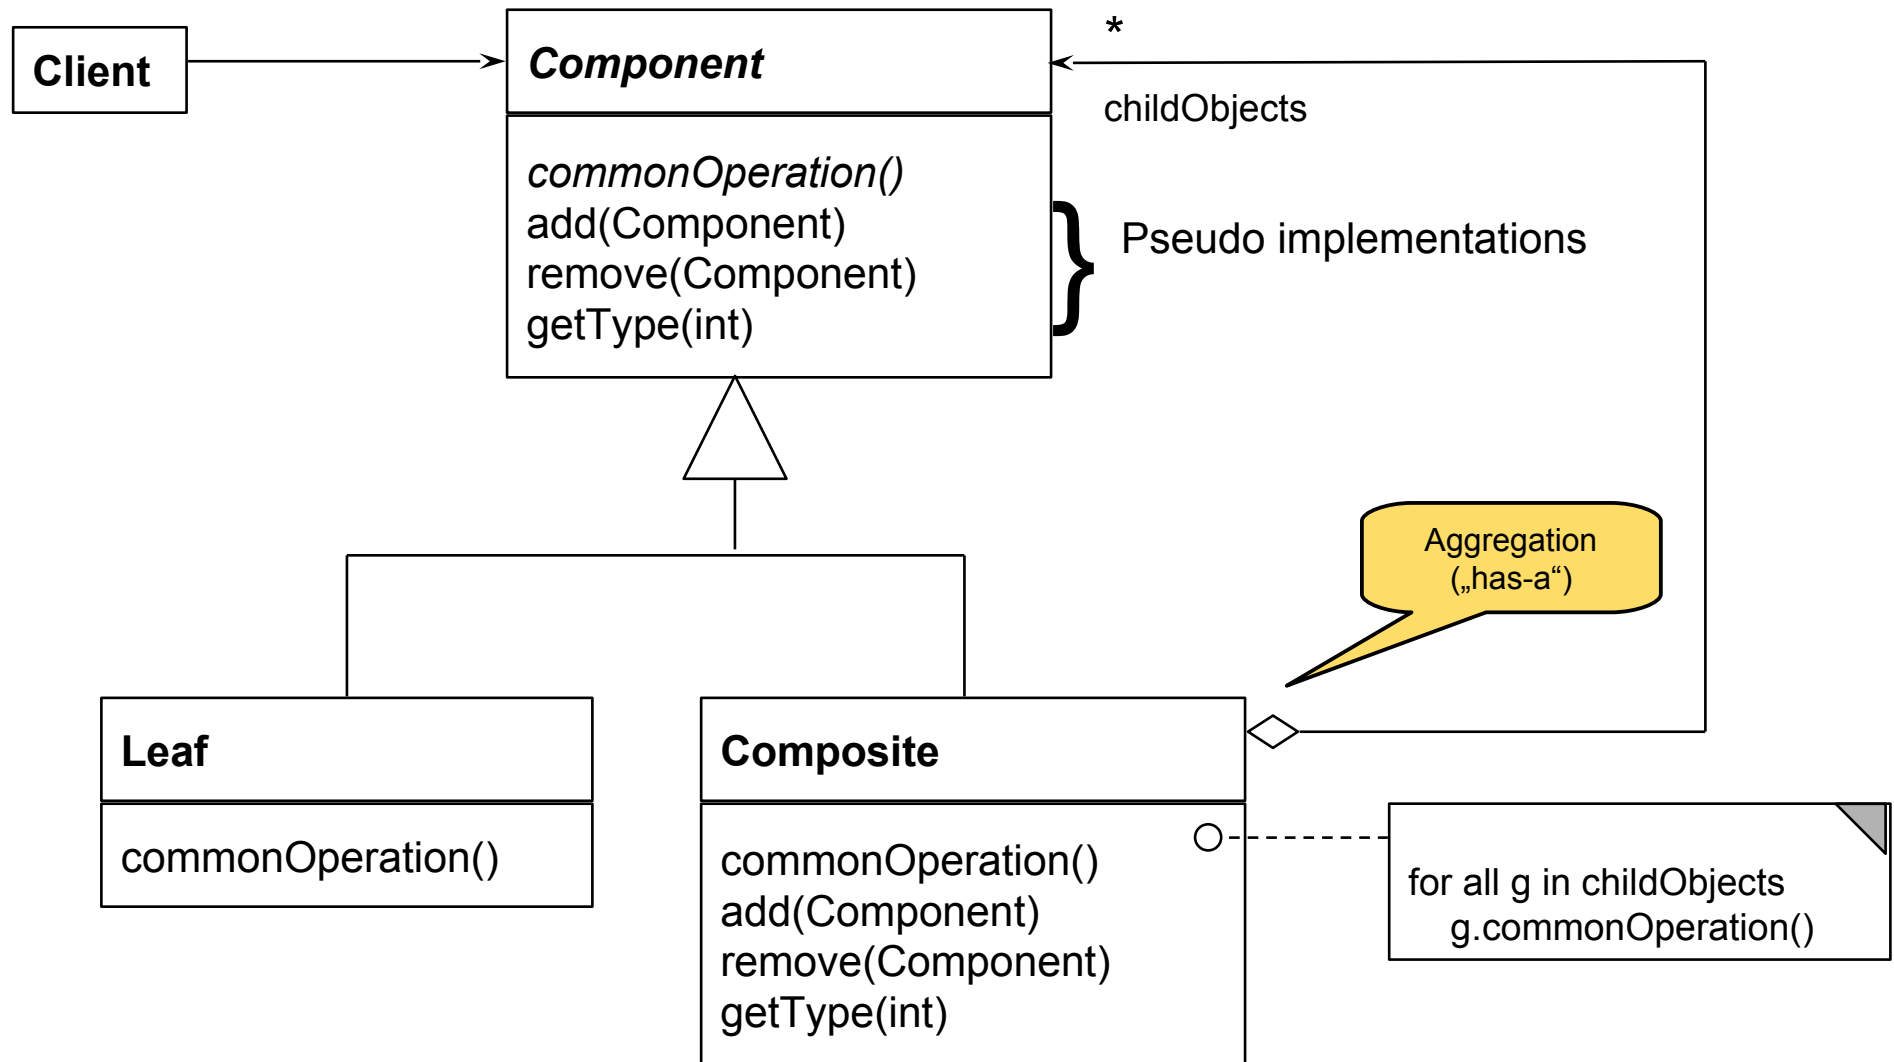 Client
Component
*
childObjects
commonOperation()
add(Component)
remove(Component)
getType(int)
}
Pseudo implementations
Aggregation
(„has-a“)
Leaf
commonOperation()
Composite
commonOperation()
add(Component)
remove(Component)
getType(int)
for all g in childObjects
g.commonOperation()